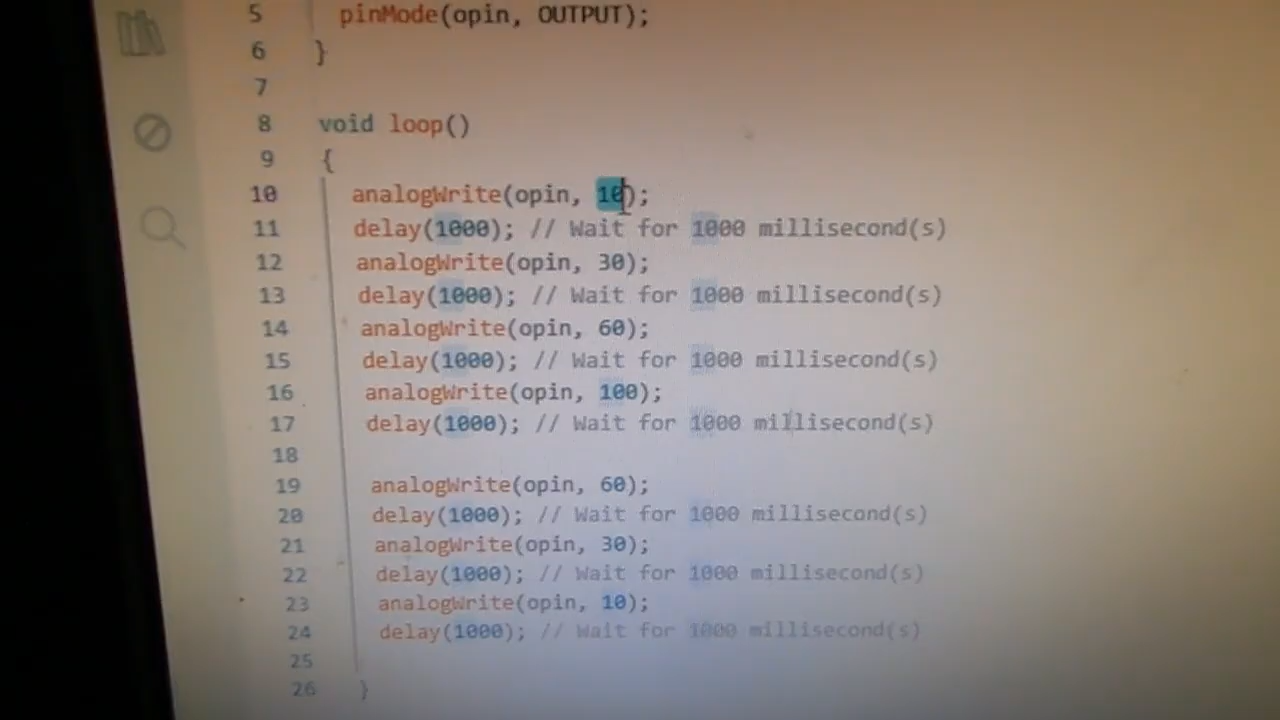 5 pinMode(opin, OUTPUT);
6 }
7
8 void loop()
9 {
10 analogWrite(opin, 10);
11 delay(1000); // Wait for 1000 millisecond(s)
12 analogWrite(opin, 30);
13 delay(1000); // Wait for 1000 millisecond(s)
14 analogWrite(opin, 60);
15 delay(1000); // Wait for 1000 millisecond(s)
16 analogWrite(opin, 100);
17 delay(1000); // Wait for 1000 millisecond(s)
18
19 analogWrite(opin, 60);
20 delay(1000); // Wait for 1000 millisecond(s)
21 analogWrite(opin, 30);
22 delay(1000); // Wait for 1000 millisecond(s)
23 analogWrite(opin, 10);
24 delay(1000); // Wait for 1000 millisecond(s)
25
26 }